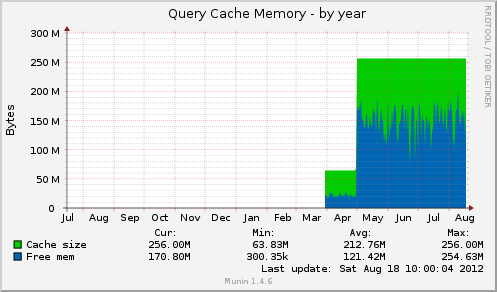 Query Cache Memory - by year
RRDTOOL / TOBI OETIKER
Bytes
300 M
250 M
200 M
150 M
100 M
50 M
0
Jul Aug Sep Oct Nov Dec Jan Feb Mar Apr May Jun Jul Aug
Cur: Min: Avg: Max:
Cache size 256.00M 63.83M 212.76M 256.00M
Free mem 170.80M 300.35k 121.42M 254.63M
Last update: Sat Aug 18 10:00:04 2012
Munin 1.4.6